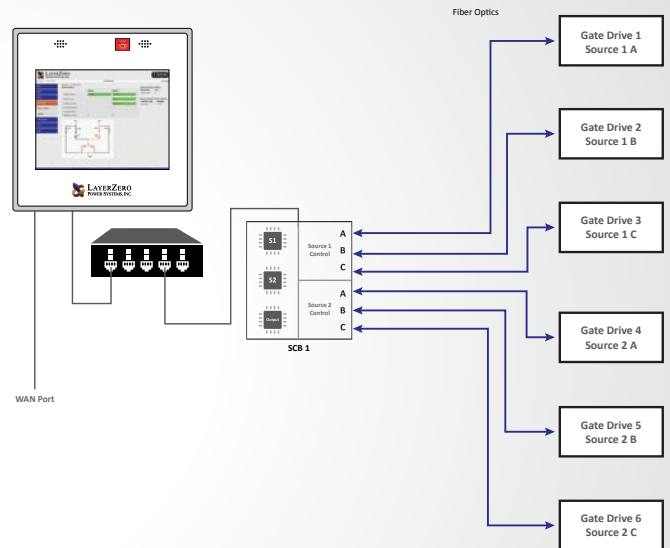 Fiber Optics
LAYERZERO
POWER SYSTEMS, INC.
WAN Port
S1
S2
Output
Source 1
Control
Source 2
Control
A
B
C
A
B
C
SCB 1
Gate Drive 1
Source 1 A
Gate Drive 2
Source 1 B
Gate Drive 3
Source 1 C
Gate Drive 4
Source 2 A
Gate Drive 5
Source 2 B
Gate Drive 6
Source 2 C